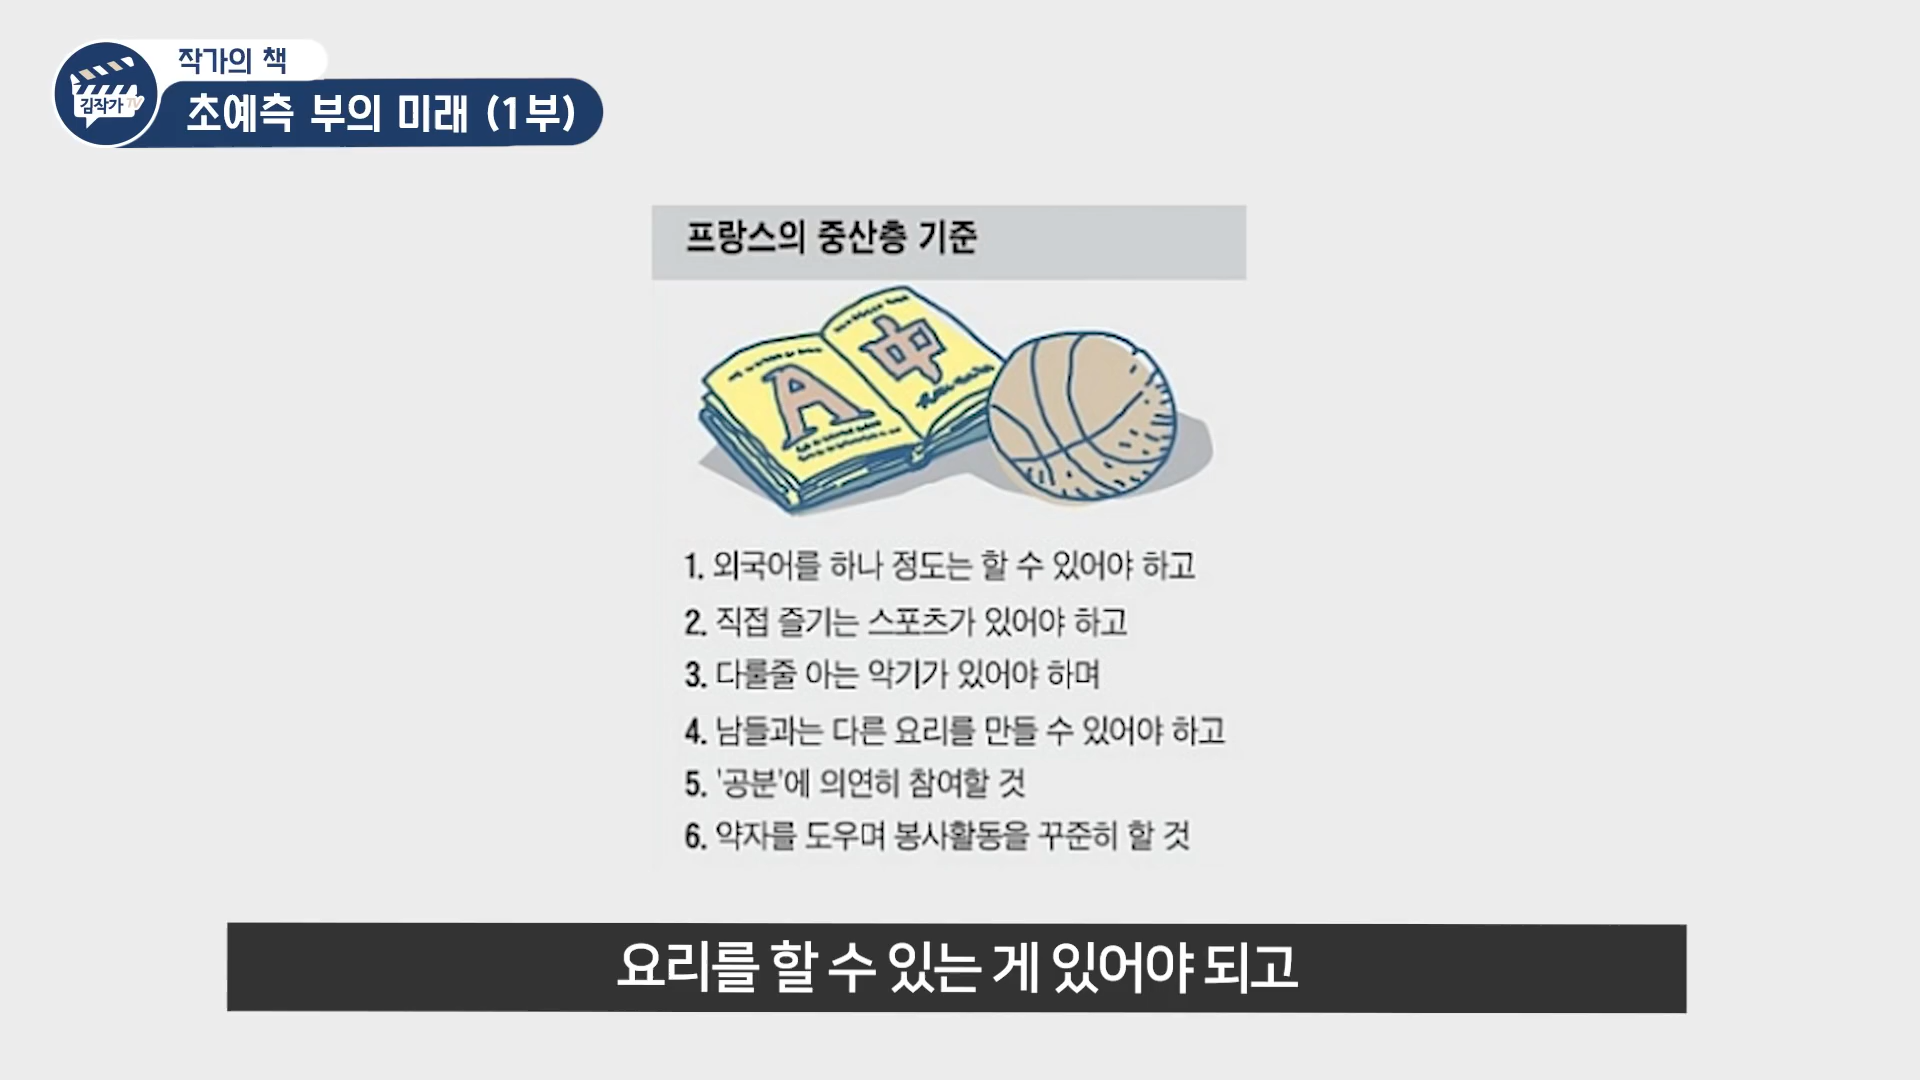 작가의 책
김작가 TV
초예측 부의 미래 (1부)
프랑스의 중산층 기준
A 中
1. 외국어를 하나 정도는 할 수 있어야 하고
2. 직접 즐기는 스포츠가 있어야 하고
3. 다룰줄 아는 악기가 있어야 하며
4. 남들과는 다른 요리를 만들 수 있어야 하고
5. '공분'에 의연히 참여할 것
6. 약자를 도우며 봉사활동을 꾸준히 할 것
요리를 할 수 있는 게 있어야 되고